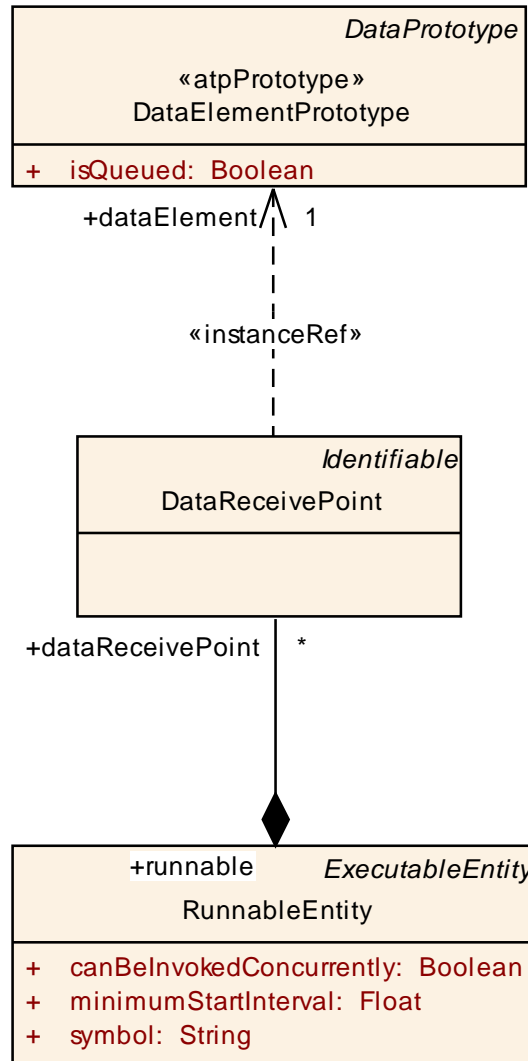 DataPrototype
«atpPrototype»
DataElementPrototype
+ isQueued: Boolean
+dataElement 1
«instanceRef»
Identifiable
DataReceivePoint
+dataReceivePoint *
+runnable ExecutableEntity
RunnableEntity
+ canBeInvokedConcurrently: Boolean
+ minimumStartInterval: Float
+ symbol: String